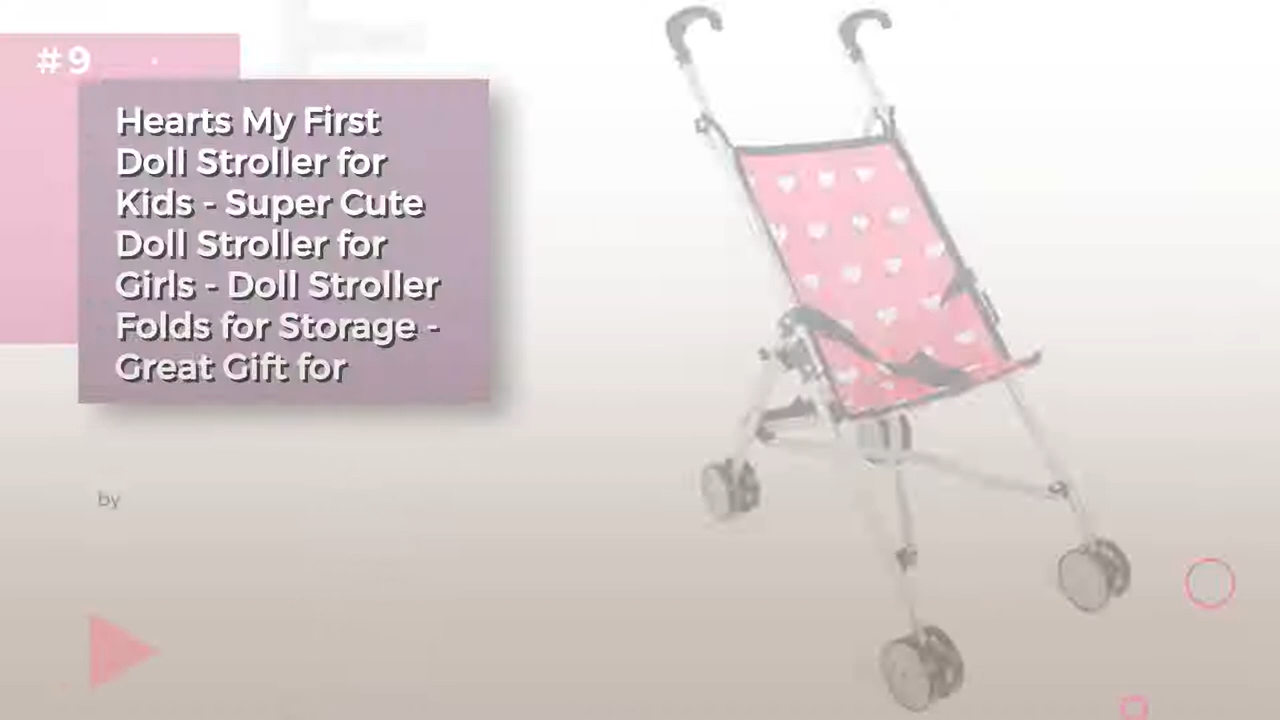 #9
Hearts My First
Doll Stroller for
Kids - Super Cute
Doll Stroller for
Girls - Doll Stroller
Folds for Storage -
Great Gift for
by